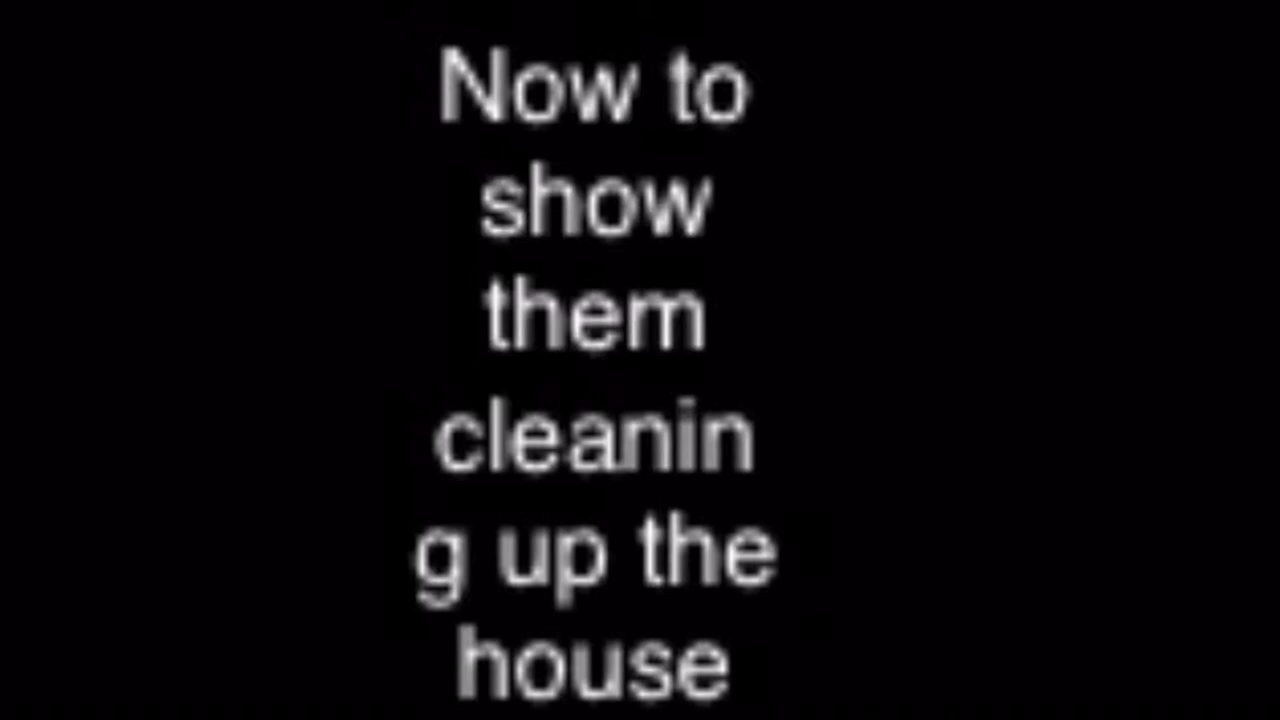 Now to
show
them
cleanin
g up the
house